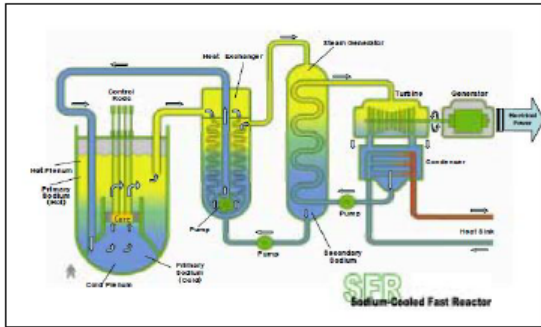 Steam Generator
Heat Exchanger
Control
Rods
Turbine
Generator
Electrical
Power
Condenser
Hot Plenum
Primary
Sodium
(Hot)
Core
Pump
Pump
Pump
Heat Sink
Primary
Sodium
(Cold)
Secondary
Sodium
Cold Plenum
SFR
Sodium-Cooled Fast Reactor